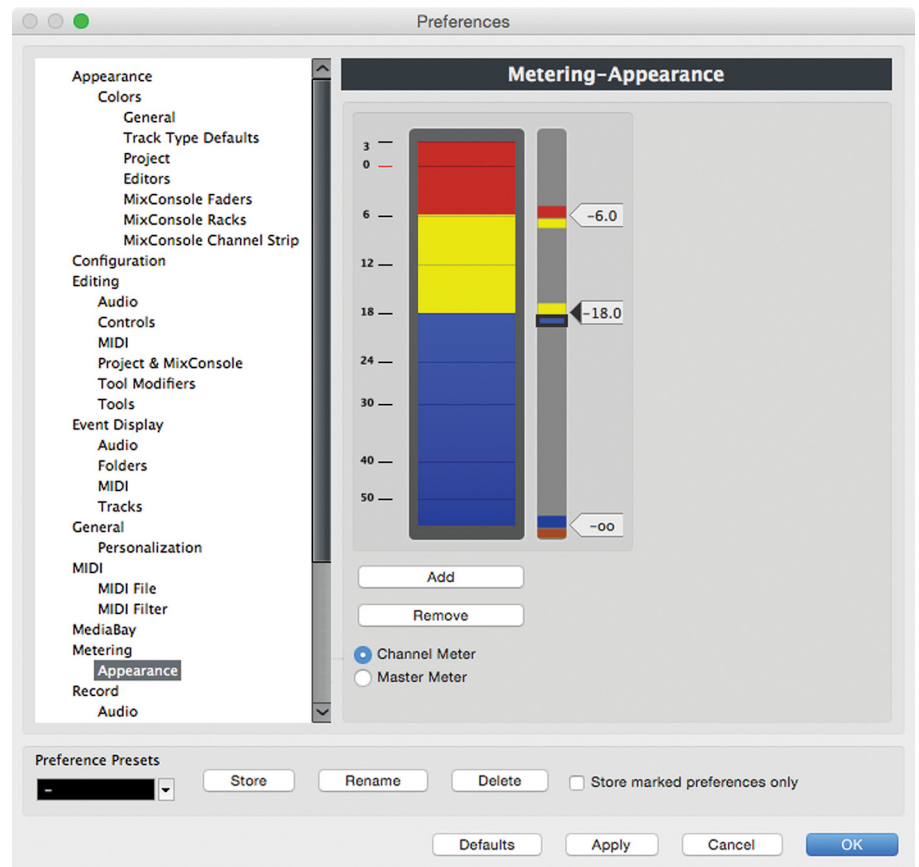 Preferences
Appearance
Colors
General
Track Type Defaults
Project
Editors
MixConsole Faders
MixConsole Racks
MixConsole Channel Strip
Configuration
Editing
Audio
Controls
MIDI
Project & MixConsole
Tool Modifiers
Tools
Event Display
Audio
Folders
MIDI
Tracks
General
Personalization
MIDI
MIDI File
MIDI Filter
MediaBay
Metering
Appearance
Record
Audio
Metering-Appearance
3
0
6
12
18
24
30
40
50
-6.0
-18.0
-oo
Add
Remove
Channel Meter
Master Meter
Preference Presets
-
Store
Rename
Delete
Store marked preferences only
Defaults
Apply
Cancel
OK